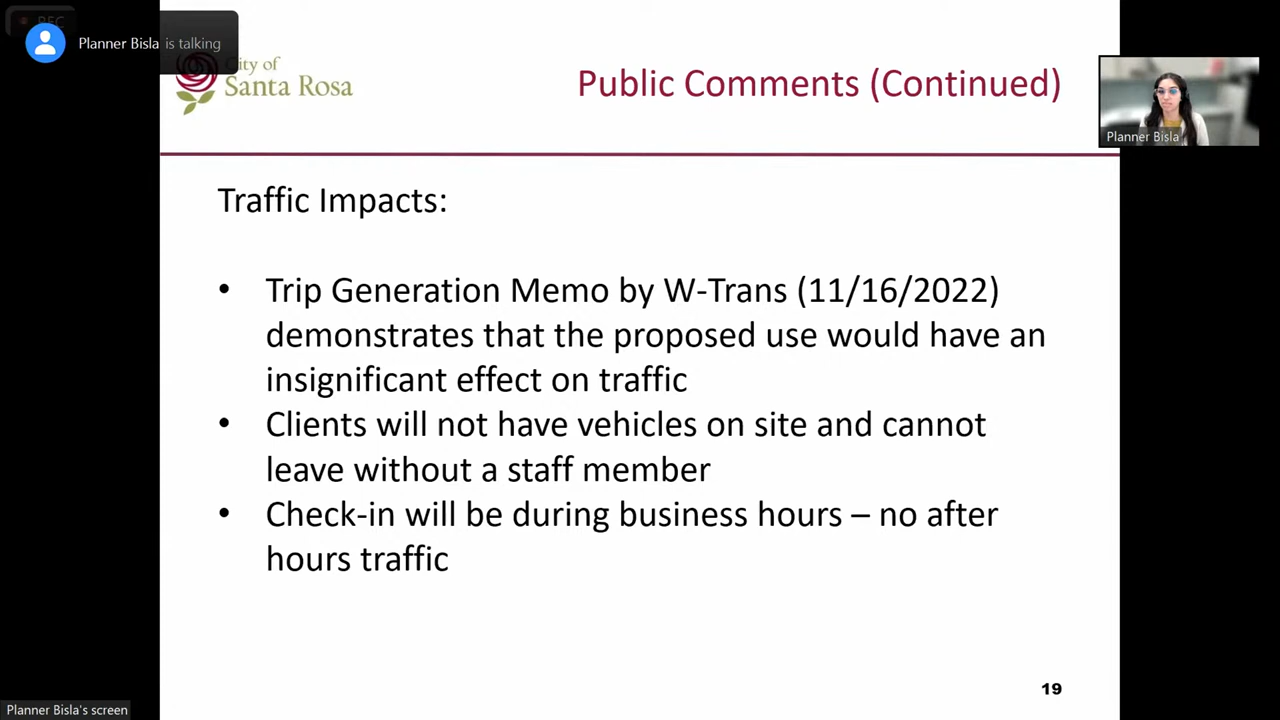 REC
Planner Bisla is talking
City of
Santa Rosa
Public Comments (Continued)
Planner Bisla
Traffic Impacts:
• Trip Generation Memo by W-Trans (11/16/2022)
demonstrates that the proposed use would have an
insignificant effect on traffic
• Clients will not have vehicles on site and cannot
leave without a staff member
• Check-in will be during business hours – no after
hours traffic
19
Planner Bisla's screen